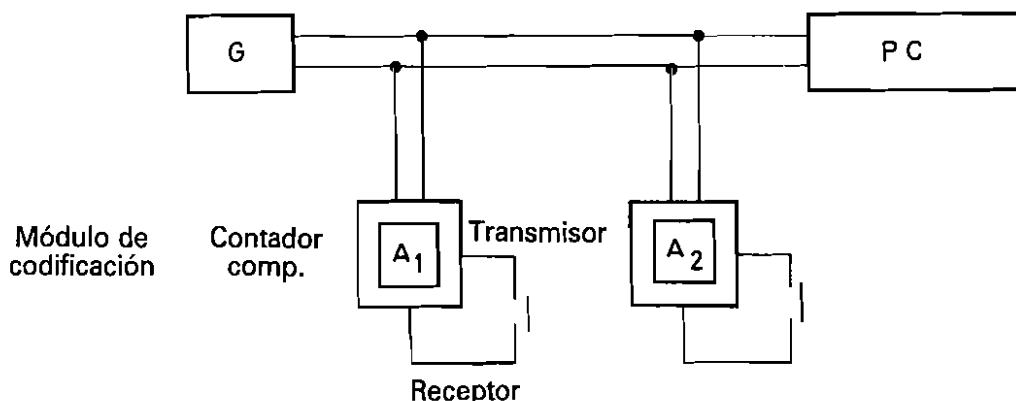 G
P C
Módulo de
codificación
Contador
comp.
A1
Transmisor
A2
Receptor